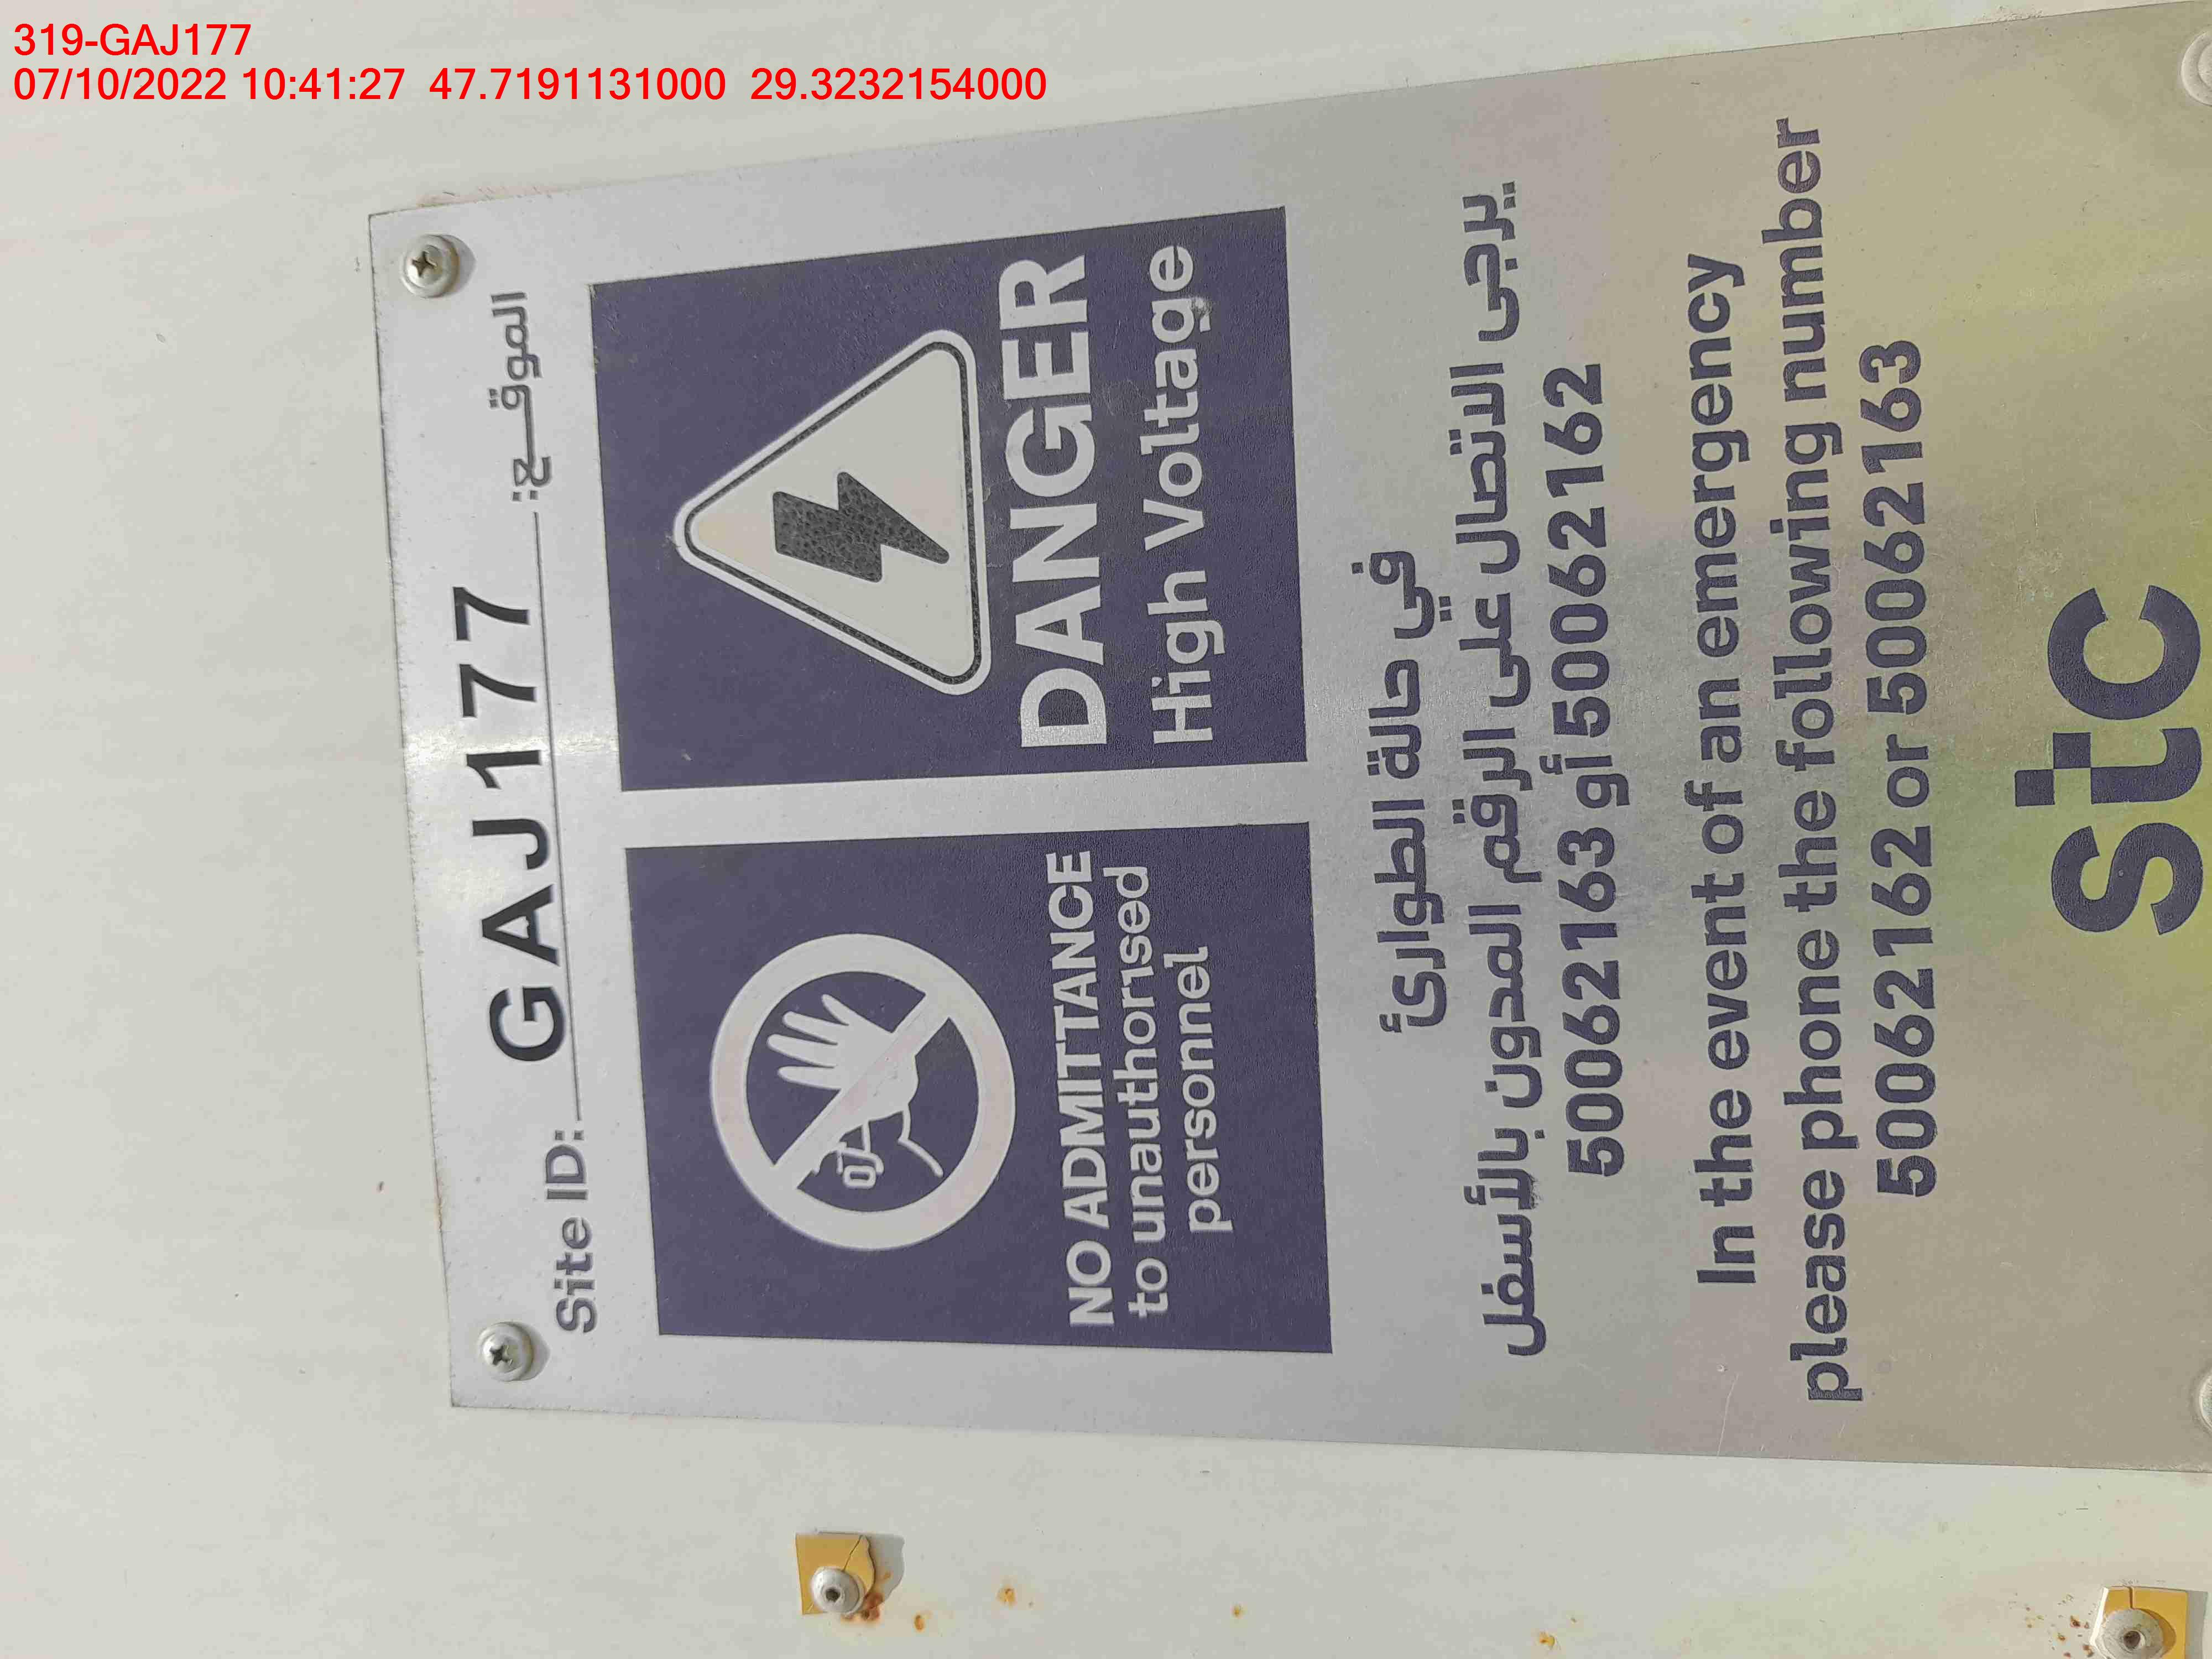 319-GAJ177
07/10/2022 10:41:27 47.7191131000 29.3232154000
Site ID: GAJ177 الموقـع:
NO ADMITTANCE
to unauthorised
personnel
DANGER
High Voltage
في حالة الطوارئ
يرجى الاتصال على الرقم المدون بالأسفل
50062163 أو 50062162
In the event of an emergency
please phone the following number
50062162 or 50062163
stc